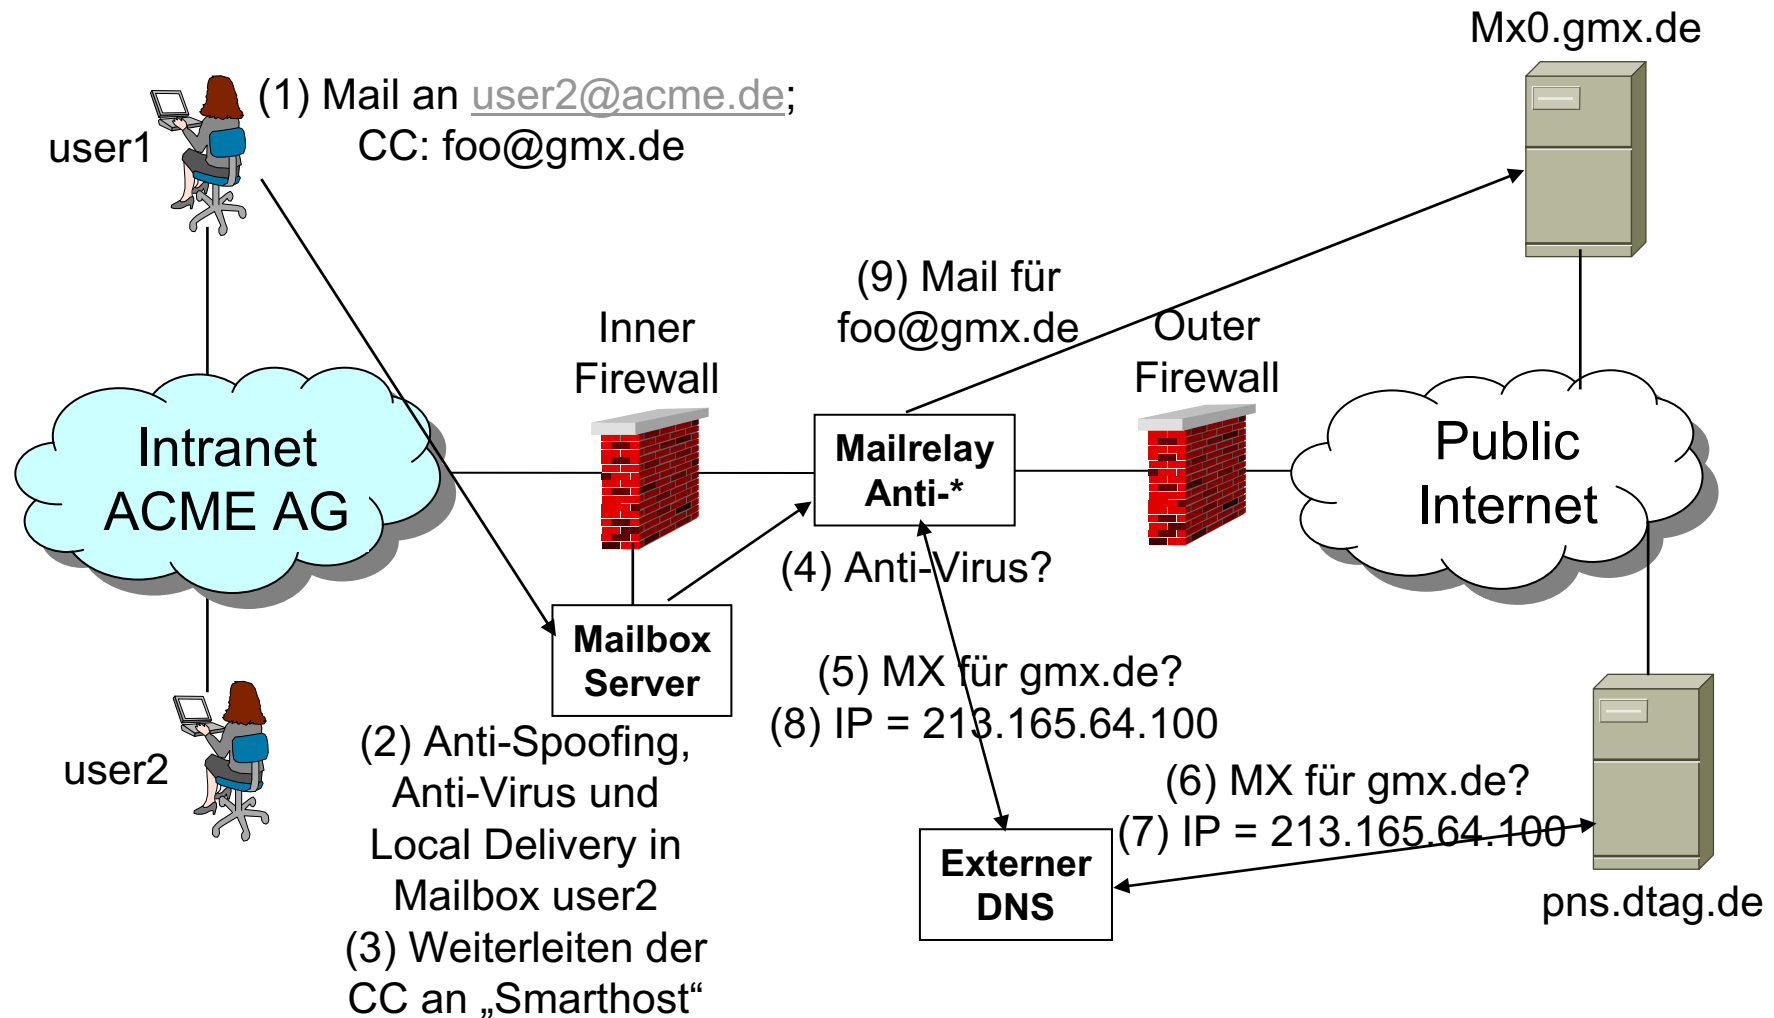 Mx0.gmx.de
(1) Mail an user2@acme.de;
CC: foo@gmx.de
user1
(9) Mail für
foo@gmx.de
Inner
Firewall
Outer
Firewall
Intranet
ACME AG
Mailrelay
Anti-*
Public
Internet
(4) Anti-Virus?
Mailbox
Server
(5) MX für gmx.de?
(8) IP = 213.165.64.100
user2
(2) Anti-Spoofing,
Anti-Virus und
Local Delivery in
Mailbox user2
(3) Weiterleiten der
CC an „Smarthost“
(6) MX für gmx.de?
(7) IP = 213.165.64.100
Externer
DNS
pns.dtag.de